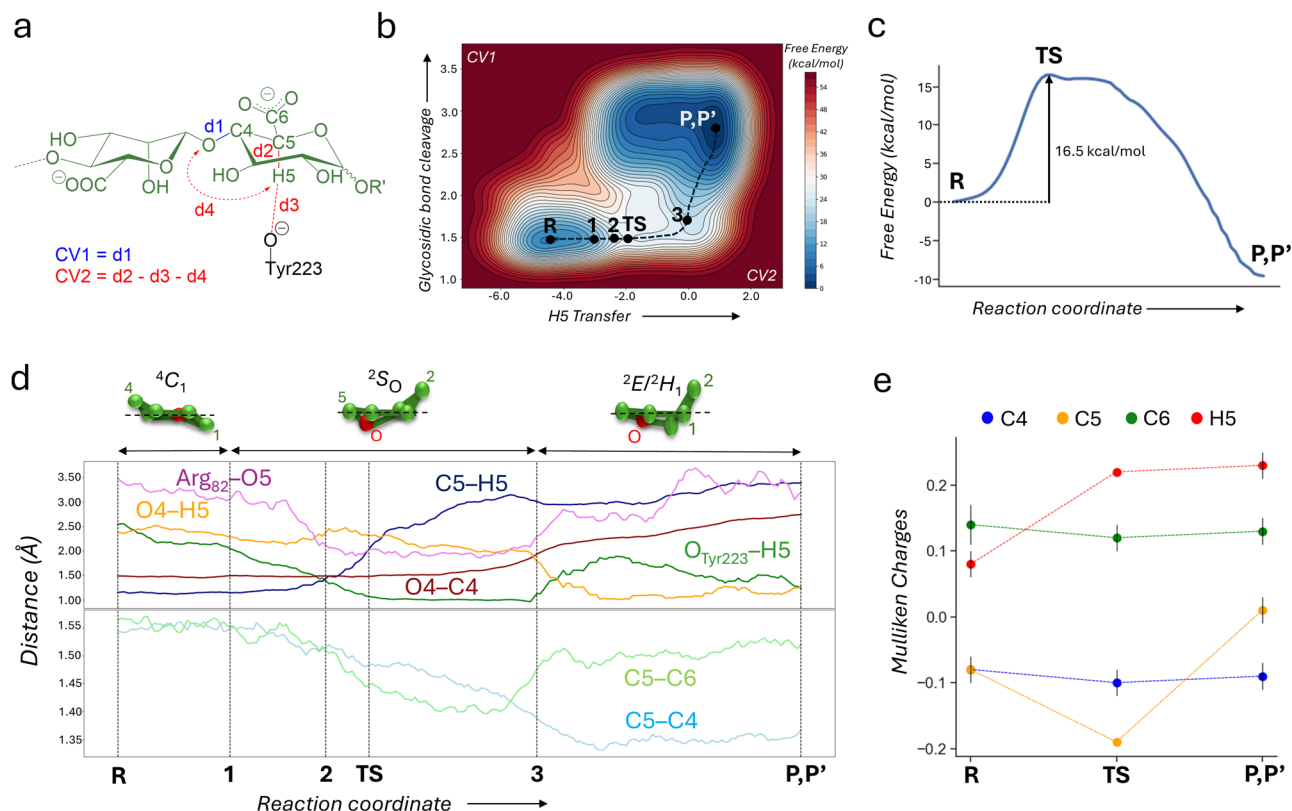 a
⊖
O O
C6
HO
O
d1
C4
C5
O
d2
O
O
HO
H5
OH
OR'
⊖
OOC
OH
d4
d3
O ⊖
Tyr223
CV1 = d1
CV2 = d2 - d3 - d4
b
CV1
Free Energy
(kcal/mol)
Glycosidic bond cleavage
3.5
3.0
2.5
2.0
1.5
1.0
P,P’
R
1
2
TS
3
CV2
-6.0
-4.0
-2.0
0.0
2.0
H5 Transfer
54
48
42
36
30
24
18
12
6
0
c
Free Energy (kcal/mol)
15
10
5
0
-5
-10
R
TS
16.5 kcal/mol
P,P’
Reaction coordinate
d
4C1
4
1
2SO
5
2
O
2E/2H1
2
O
1
Distance (Å)
3.50
3.00
2.50
2.00
1.50
1.00
Arg82–O5
O4–H5
C5–H5
OTyr223–H5
O4–C4
1.55
1.50
1.45
1.40
1.35
C5–C6
C5–C4
R
1
2
TS
3
P,P’
Reaction coordinate
e
C4
C5
C6
H5
Mulliken Charges
0.2
0.1
0.0
−0.1
−0.2
R
TS
P,P’